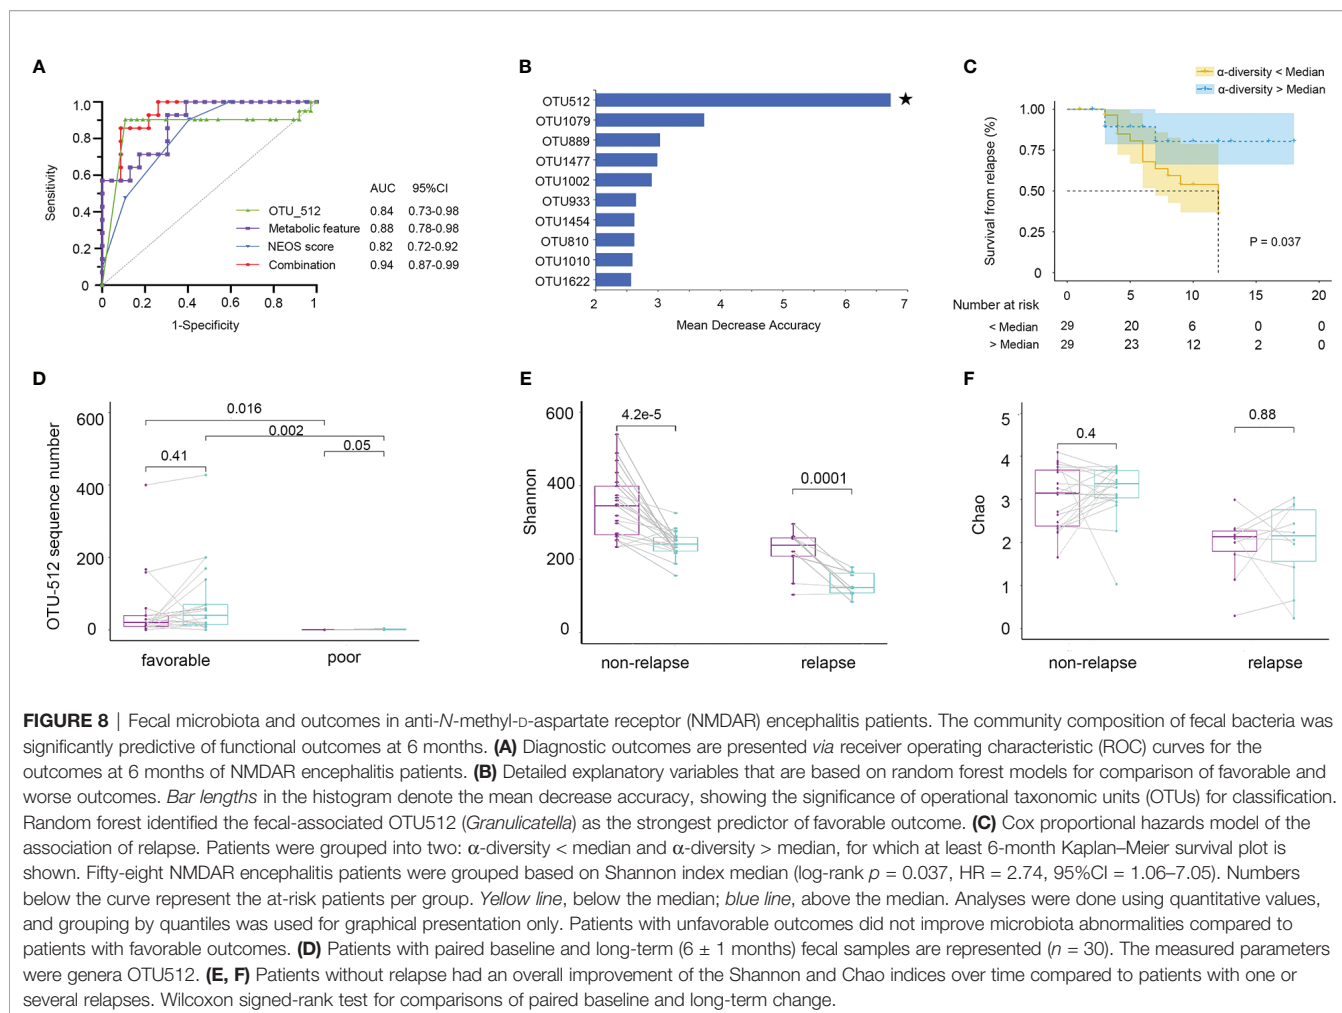 A
1.0
0.8
0.6
0.4
0.2
0
Sensitivity
0 0.2 0.4 0.6 0.8 1
1-Specificity
AUC 95%CI
OTU_512 0.84 0.73-0.98
Metabolic feature 0.88 0.78-0.98
NEOS score 0.82 0.72-0.92
Combination 0.94 0.87-0.99
B
OTU512 ★
OTU1079
OTU889
OTU1477
OTU1002
OTU933
OTU1454
OTU810
OTU1010
OTU1622
2 3 4 5 6 7
Mean Decrease Accuracy
C
α-diversity < Median
α-diversity > Median
1.00
0.75
0.50
0.25
0
Survival from relapse (%)
P = 0.037
Number at risk
0 5 10 15 20
< Median 29 20 6 0 0
> Median 29 23 12 2 0
D
600
400
200
0
OTU-512 sequence number
0.016
0.002
0.41
0.05
favorable poor
E
600
400
200
0
Shannon
4.2e-5
0.0001
non-relapse relapse
F
5
4
3
2
1
0
Chao
0.4
0.88
non-relapse relapse
FIGURE 8 | Fecal microbiota and outcomes in anti-N-methyl-D-aspartate receptor (NMDAR) encephalitis patients. The community composition of fecal bacteria was
significantly predictive of functional outcomes at 6 months. (A) Diagnostic outcomes are presented via receiver operating characteristic (ROC) curves for the
outcomes at 6 months of NMDAR encephalitis patients. (B) Detailed explanatory variables that are based on random forest models for comparison of favorable and
worse outcomes. Bar lengths in the histogram denote the mean decrease accuracy, showing the significance of operational taxonomic units (OTUs) for classification.
Random forest identified the fecal-associated OTU512 (Granulicatella) as the strongest predictor of favorable outcome. (C) Cox proportional hazards model of the
association of relapse. Patients were grouped into two: α-diversity < median and α-diversity > median, for which at least 6-month Kaplan–Meier survival plot is
shown. Fifty-eight NMDAR encephalitis patients were grouped based on Shannon index median (log-rank p = 0.037, HR = 2.74, 95%CI = 1.06–7.05). Numbers
below the curve represent the at-risk patients per group. Yellow line, below the median; blue line, above the median. Analyses were done using quantitative values,
and grouping by quantiles was used for graphical presentation only. Patients with unfavorable outcomes did not improve microbiota abnormalities compared to
patients with favorable outcomes. (D) Patients with paired baseline and long-term (6 ± 1 months) fecal samples are represented (n = 30). The measured parameters
were genera OTU512. (E, F) Patients without relapse had an overall improvement of the Shannon and Chao indices over time compared to patients with one or
several relapses. Wilcoxon signed-rank test for comparisons of paired baseline and long-term change.